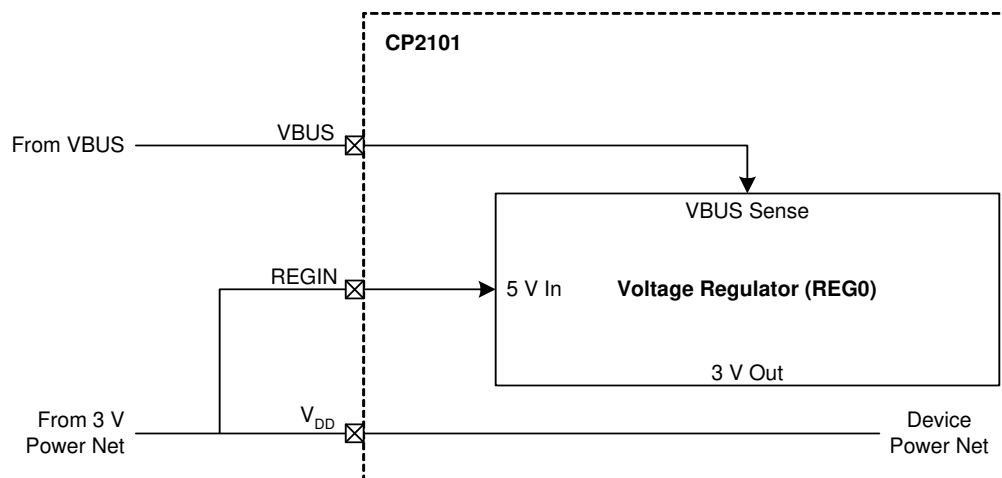 CP2101
VBUS
From VBUS
VBUS Sense
REGIN
5 V In
Voltage Regulator (REG0)
3 V Out
From 3 V
Power Net
V_DD
Device
Power Net